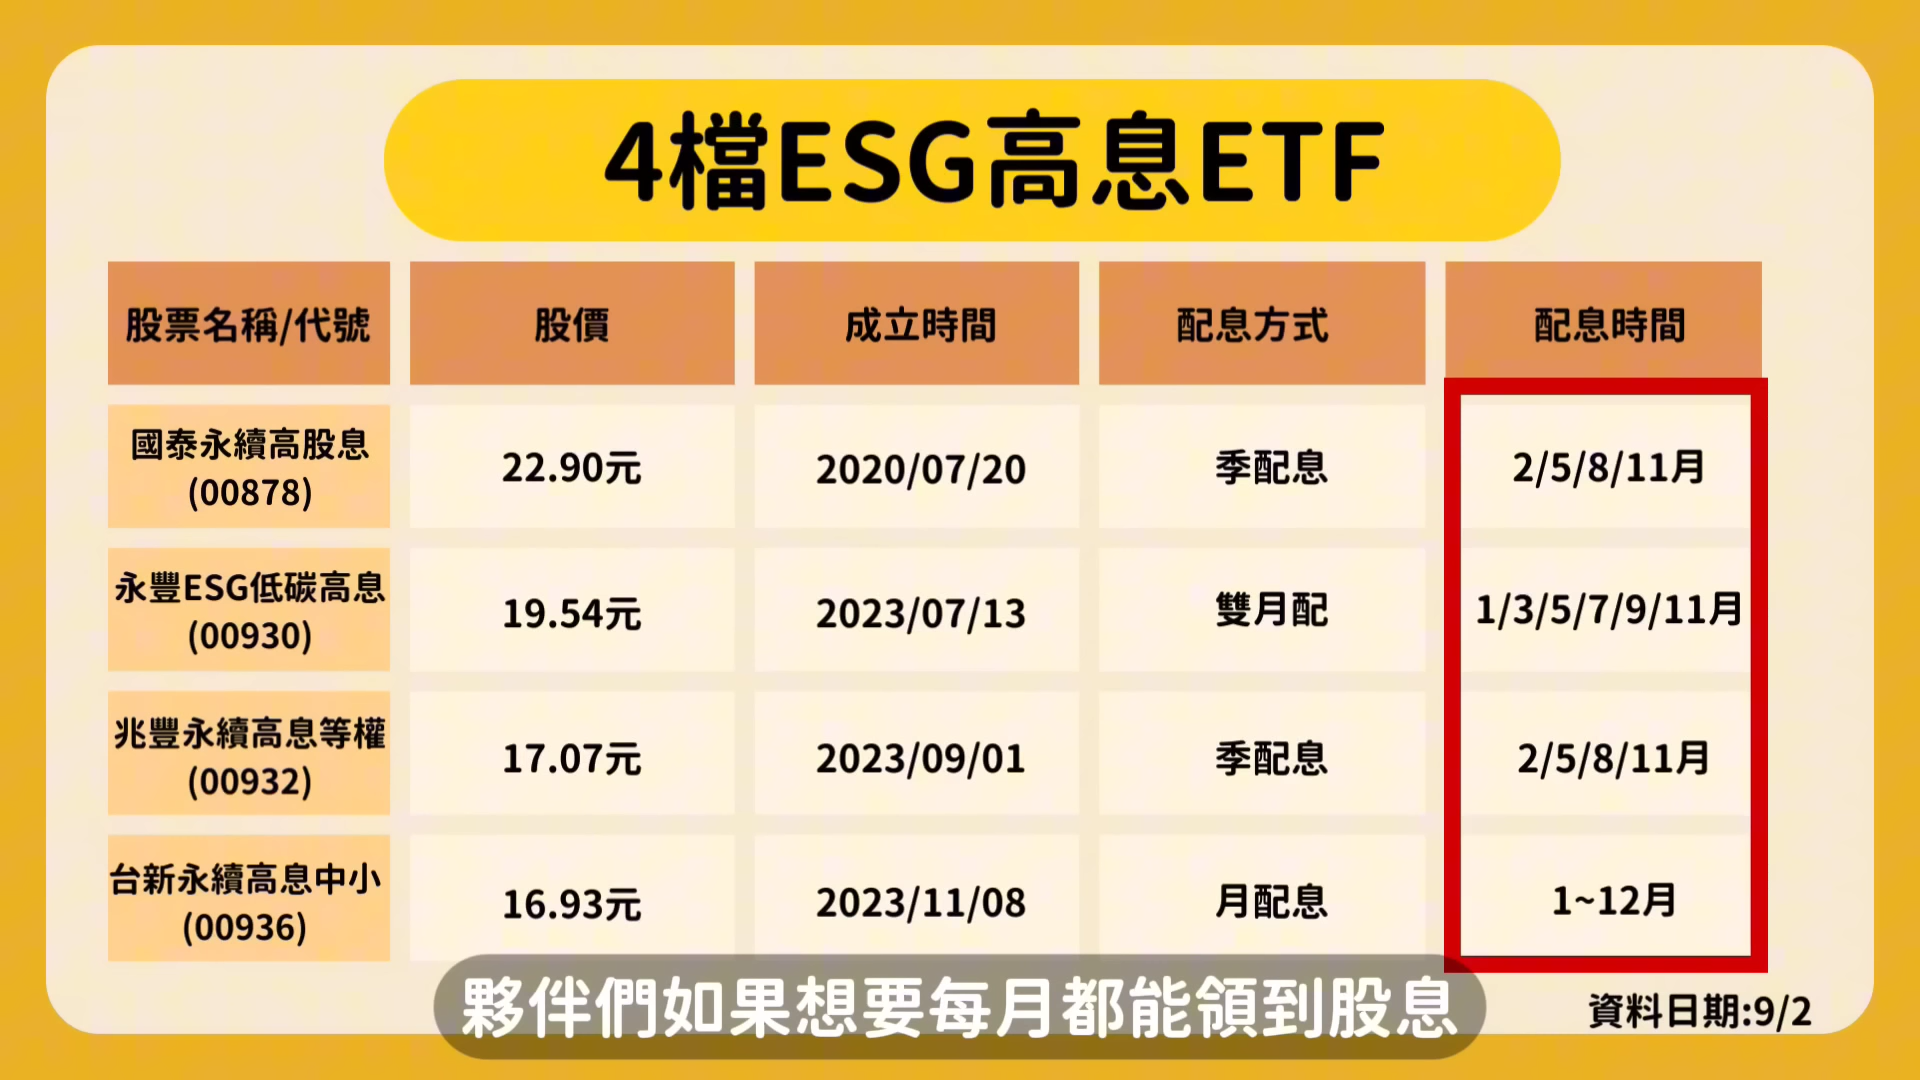 4檔ESG高息ETF
股票名稱/代號 股價 成立時間 配息方式 配息時間
國泰永續高股息
(00878) 22.90元 2020/07/20 季配息 2/5/8/11月
永豐ESG低碳高息
(00930) 19.54元 2023/07/13 雙月配 1/3/5/7/9/11月
兆豐永續高息等權
(00932) 17.07元 2023/09/01 季配息 2/5/8/11月
台新永續高息中小
(00936) 16.93元 2023/11/08 月配息 1~12月
夥伴們如果想要每月都能領到股息
資料日期:9/2